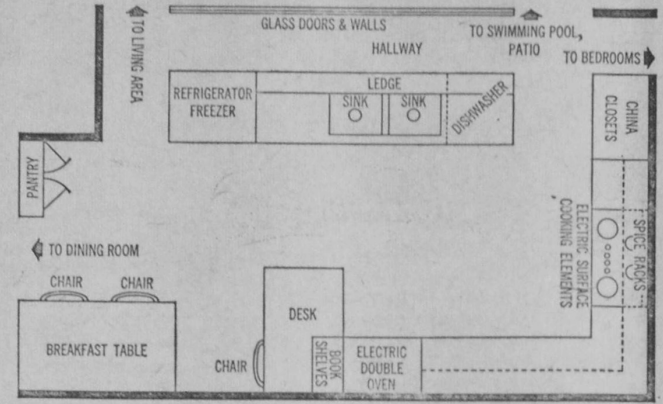 GLASS DOORS & WALLS
TO LIVING AREA
HALLWAY
TO SWIMMING POOL,
PATIO
TO BEDROOMS
REFRIGERATOR
FREEZER
LEDGE
SINK
SINK
DISHWASHER
CHINA
CLOSETS
PANTRY
SPICE RACKS
ELECTRIC SURFACE
COOKING ELEMENTS
TO DINING ROOM
CHAIR
CHAIR
BREAKFAST TABLE
DESK
CHAIR
BOOK
SHELVES
ELECTRIC
DOUBLE
OVEN